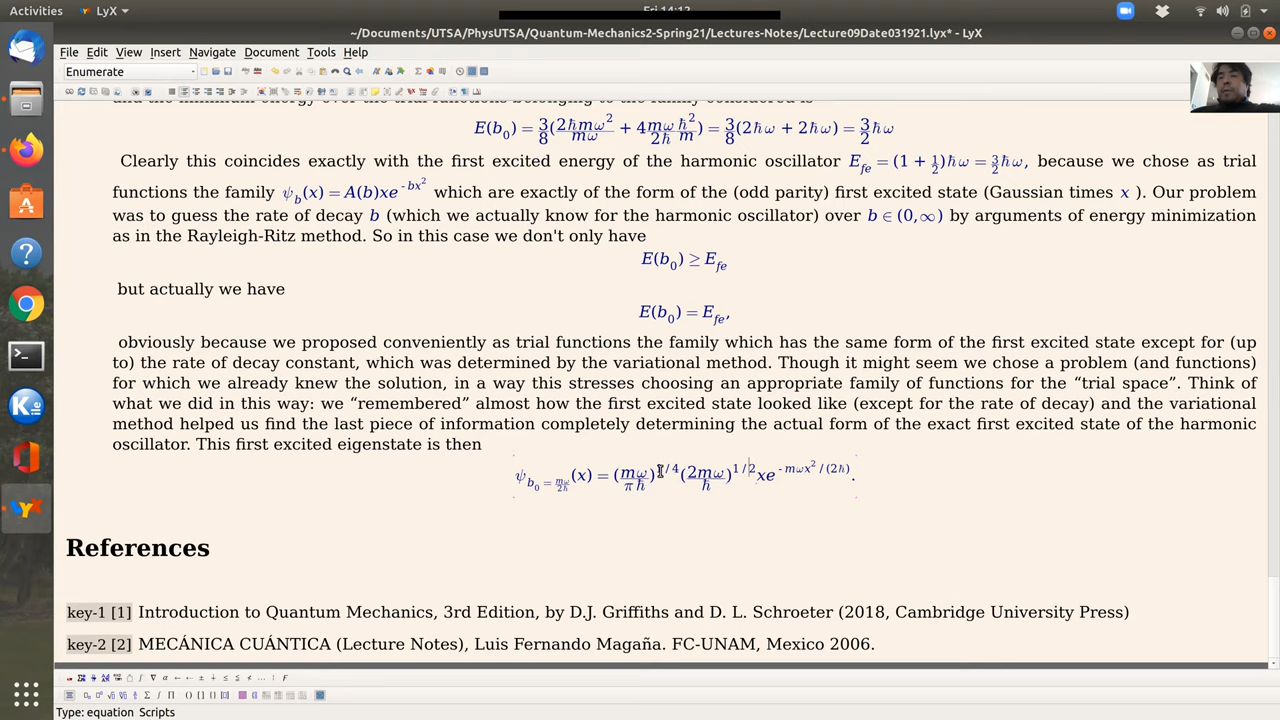 Activities LyX Fri 14:12
~/Documents/UTSA/PhysUTSA/Quantum-Mechanics2-Spring21/Lectures-Notes/Lecture09Date031921.lyx* - LyX
File Edit View Insert Navigate Document Tools Help
Enumerate
E(b₀) = 3/8(2ħmω²/mω + 4 mω/2ħ ħ²/m) = 3/8(2ħω + 2ħω) = 3/2 ħω
Clearly this coincides exactly with the first excited energy of the harmonic oscillator E_fe = (1 + 1/2)ħω = 3/2 ħω, because we chose as trial
functions the family ψ_b(x) = A(b)xe^{-bx²} which are exactly of the form of the (odd parity) first excited state (Gaussian times x ). Our problem
was to guess the rate of decay b (which we actually know for the harmonic oscillator) over b ∈ (0, ∞) by arguments of energy minimization
as in the Rayleigh-Ritz method. So in this case we don't only have
E(b₀) ≥ E_fe
but actually we have
E(b₀) = E_fe,
obviously because we proposed conveniently as trial functions the family which has the same form of the first excited state except for (up
to) the rate of decay constant, which was determined by the variational method. Though it might seem we chose a problem (and functions)
for which we already knew the solution, in a way this stresses choosing an appropriate family of functions for the “trial space”. Think of
what we did in this way: we “remembered” almost how the first excited state looked like (except for the rate of decay) and the variational
method helped us find the last piece of information completely determining the actual form of the exact first excited state of the harmonic
oscillator. This first excited eigenstate is then
ψ_{b₀ = mω/2ħ}(x) = (mω/πħ)^{1/4}(2mω/ħ)^{1/2}xe^{-mωx²/(2ħ)}.
References
key-1 [1] Introduction to Quantum Mechanics, 3rd Edition, by D.J. Griffiths and D. L. Schroeter (2018, Cambridge University Press)
key-2 [2] MECÁNICA CUÁNTICA (Lecture Notes), Luis Fernando Magaña. FC-UNAM, Mexico 2006.
Type: equation Scripts